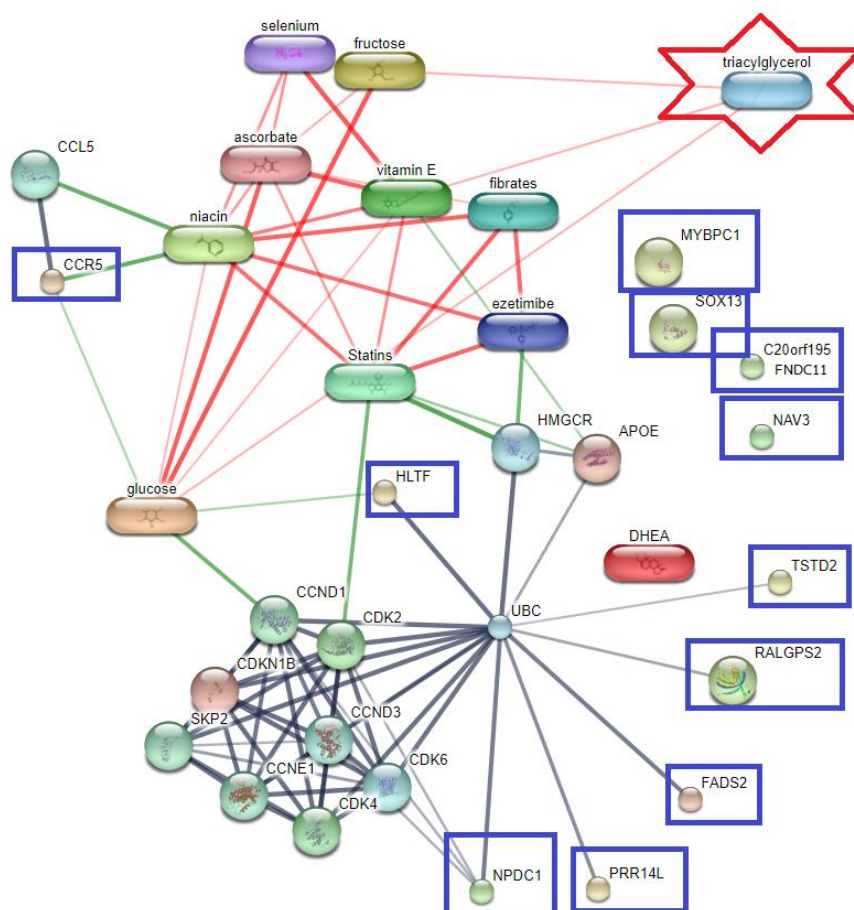 selenium
fructose
triacylglycerol
H₂Se
CCL5
ascorbate
vitamin E
fibrates
niacin
MYBPC1
CCR5
SOX13
ezetimibe
C20orf195
FNDC11
Statins
HMGCR
APOE
NAV3
HLTF
glucose
DHEA
TSTD2
CCND1
UBC
CDK2
CDKN1B
RALGPS2
SKP2
CCND3
CCNE1
CDK6
CDK4
FADS2
NPDC1
PRR14L